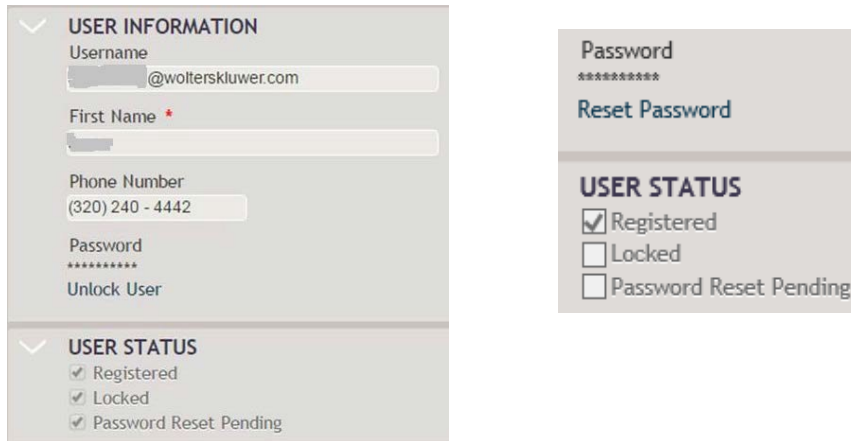 USER INFORMATION
Username
@wolterskluwer.com
First Name *
Phone Number
(320) 240 - 4442
Password
**********
Unlock User
USER STATUS
Registered
Locked
Password Reset Pending
Password
**********
Reset Password
USER STATUS
Registered
Locked
Password Reset Pending